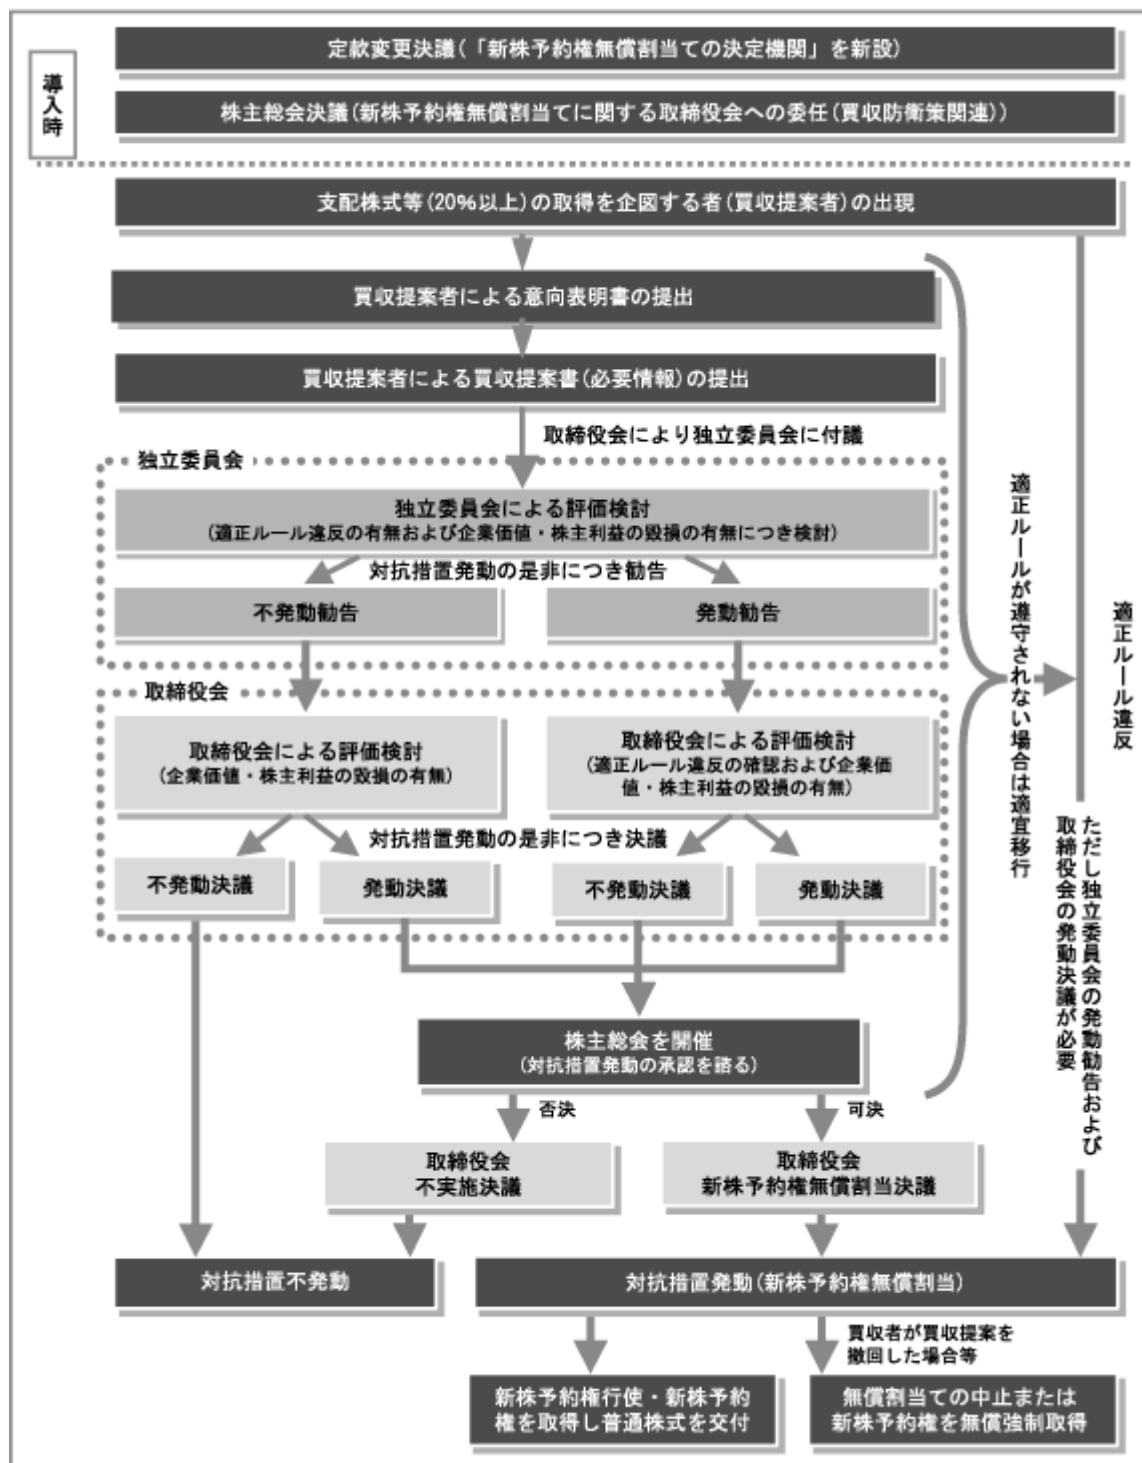 導入時
定款変更決議(「新株予約権無償割当ての決定機関」を新設)
株主総会決議(新株予約権無償割当てに関する取締役会への委任(買収防衛策関連))
支配株式等(20%以上)の取得を企図する者(買収提案者)の出現
買収提案者による意向表明書の提出
買収提案者による買収提案書(必要情報)の提出
取締役会により独立委員会に付議
独立委員会
独立委員会による評価検討
(適正ルール違反の有無および企業価値・株主利益の毀損の有無につき検討)
対抗措置発動の是非につき勧告
不発動勧告
発動勧告
取締役会
取締役会による評価検討
(企業価値・株主利益の毀損の有無)
取締役会による評価検討
(適正ルール違反の確認および企業価
値・株主利益の毀損の有無)
対抗措置発動の是非につき決議
不発動決議
発動決議
不発動決議
発動決議
株主総会を開催
(対抗措置発動の承認を諮る)
否決
可決
取締役会
不実施決議
取締役会
新株予約権無償割当決議
適正ルールが遵守されない場合は適宜移行
適正ルール違反
ただし独立委員会の発動勧告および
取締役会の発動決議が必要
対抗措置不発動
対抗措置発動(新株予約権無償割当)
買収者が買収提案を
撤回した場合等
新株予約権行使・新株予約
権を取得し普通株式を交付
無償割当ての中止または
新株予約権を無償強制取得